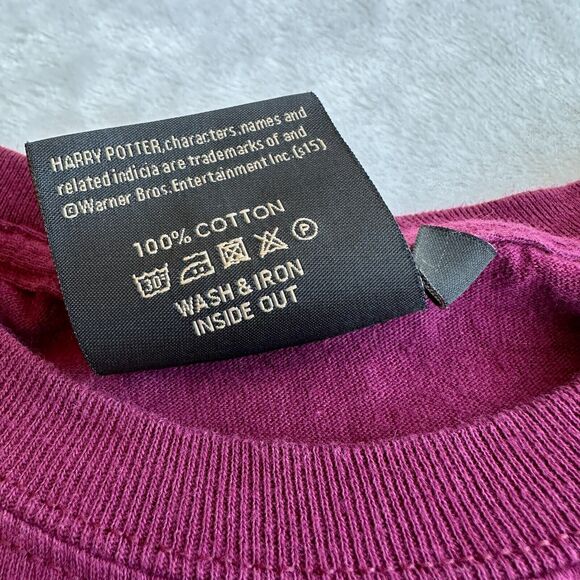 HARRY POTTER, characters, names and
related indicia are trademarks of and
©Warner Bros. Entertainment Inc. (s15)
100% COTTON
30° P
WASH & IRON
INSIDE OUT